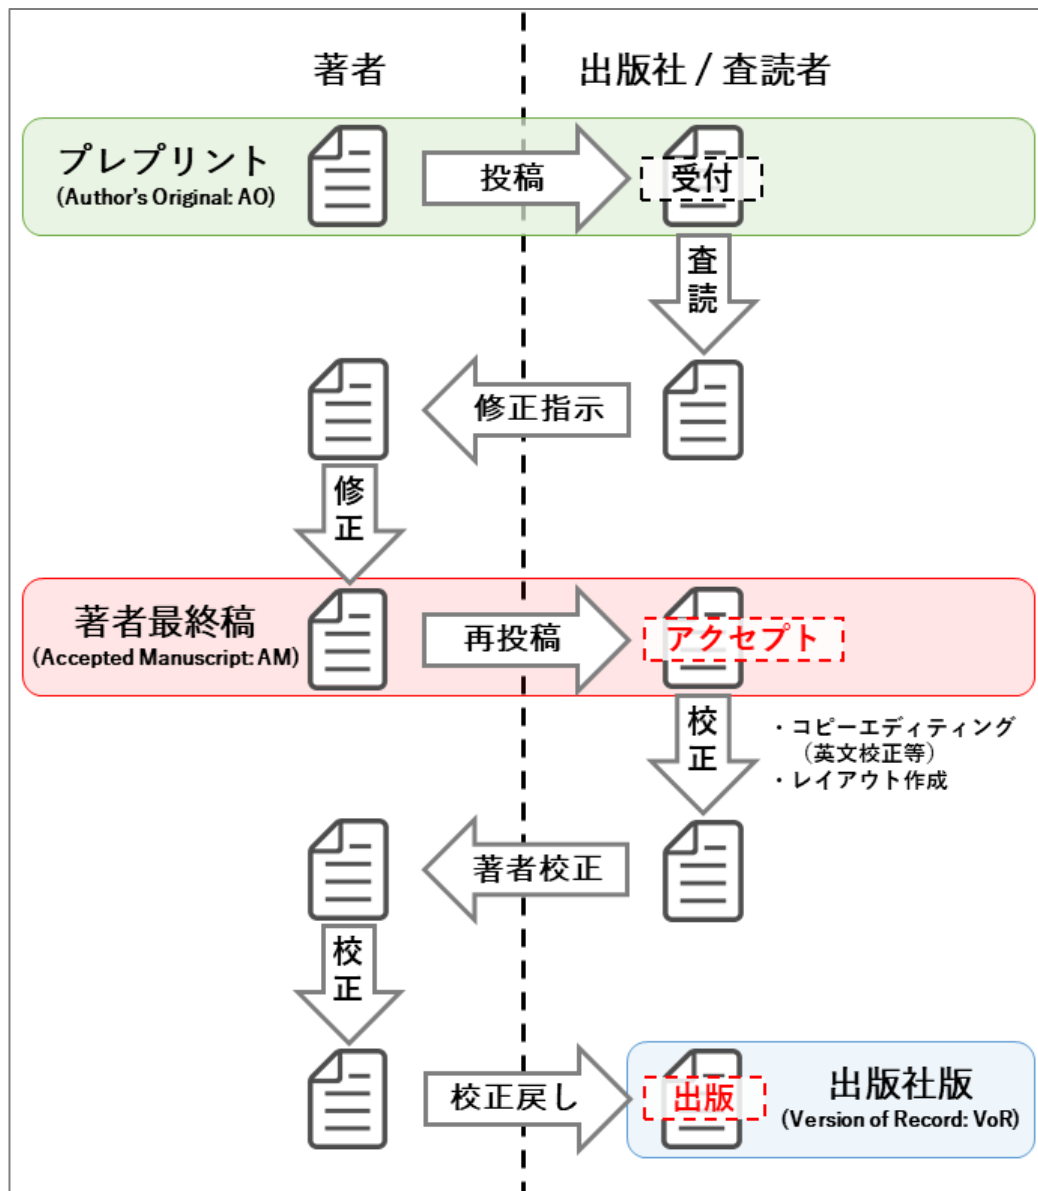 著者
出版社 / 査読者
プレプリント
(Author's Original: AO)
投稿
受付
査
読
修正指示
修
正
著者最終稿
(Accepted Manuscript: AM)
再投稿
アクセプト
校
正
・コピーエディティング
（英文校正等）
・レイアウト作成
著者校正
校
正
校正戻し
出版
出版社版
(Version of Record: VoR)